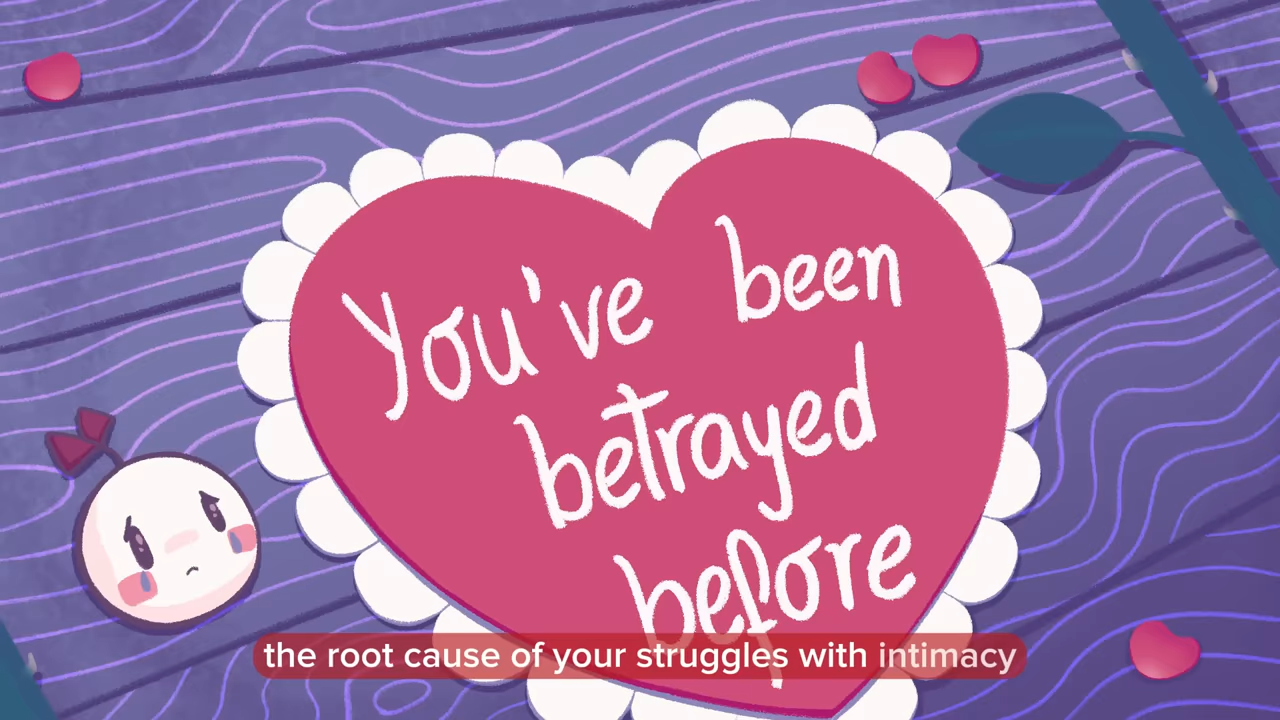 You've been
betrayed
before
the root cause of your struggles with intimacy